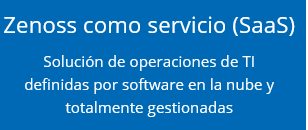 Zenoss como servicio (SaaS)
Solución de operaciones de TI
definidas por software en la nube y
totalmente gestionadas